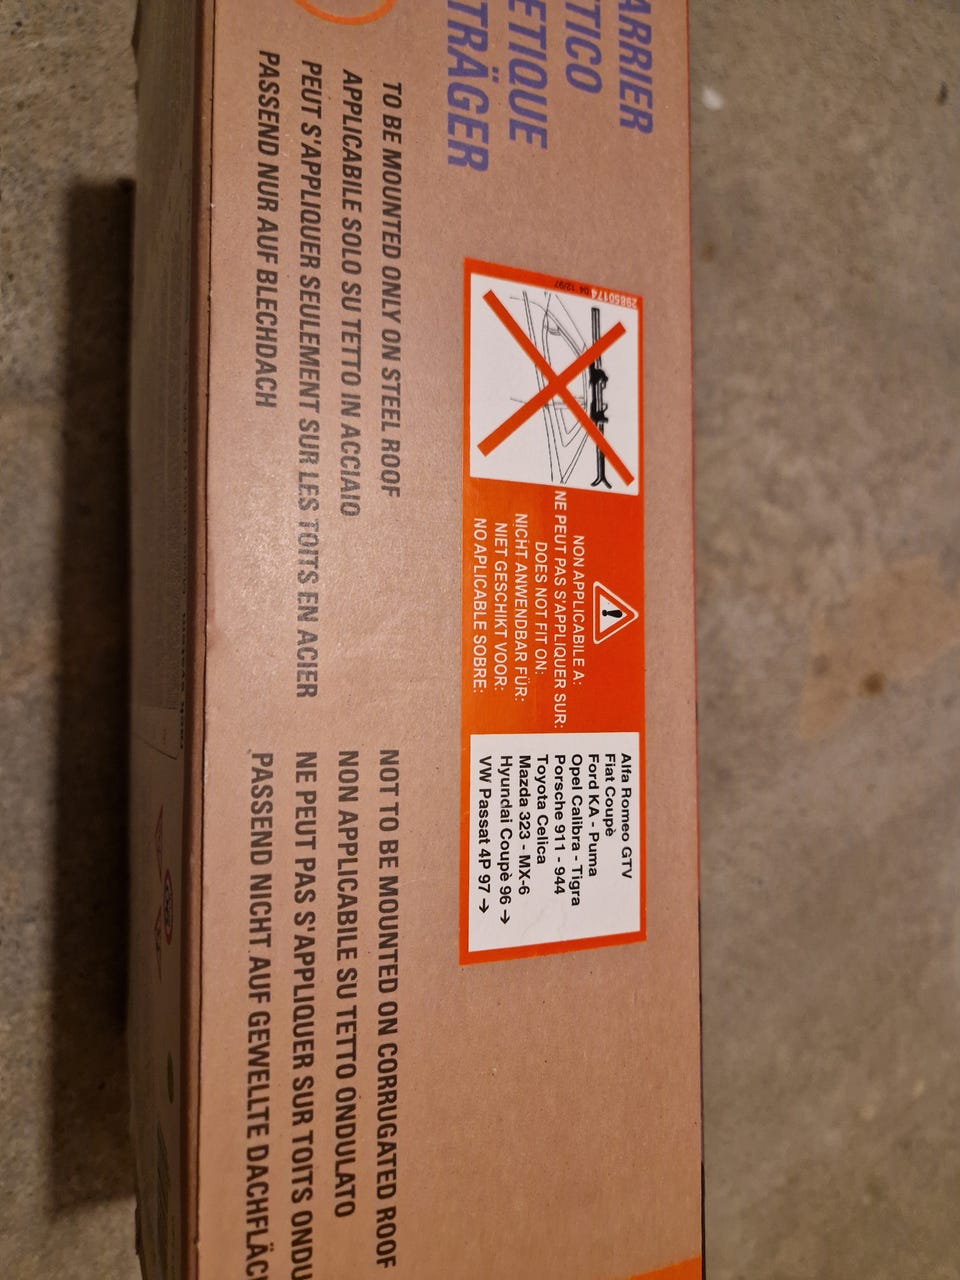 ARRIER
TICO
ETIQUE
TRÄGER
TO BE MOUNTED ONLY ON STEEL ROOF
APPLICABILE SOLO SU TETTO IN ACCIAIO
PEUT S'APPLIQUER SEULEMENT SUR LES TOITS EN ACIER
PASSEND NUR AUF BLECHDACH
29850174 04 12/97
NON APPLICABILE A:
NE PEUT PAS S'APPLIQUER SUR:
DOES NOT FIT ON:
NICHT ANWENDBAR FÜR:
NIET GESCHIKT VOOR:
NO APLICABLE SOBRE:
Alfa Romeo GTV
Fiat Coupè
Ford KA - Puma
Opel Calibra - Tigra
Porsche 911 - 944
Toyota Celica
Mazda 323 - MX-6
Hyundai Coupè 96 →
VW Passat 4P 97 →
NOT TO BE MOUNTED ON CORRUGATED ROOF
NON APPLICABILE SU TETTO ONDULATO
NE PEUT PAS S'APPLIQUER SUR TOITS ONDU
PASSEND NICHT AUF GEWELLTE DACHFLÄC